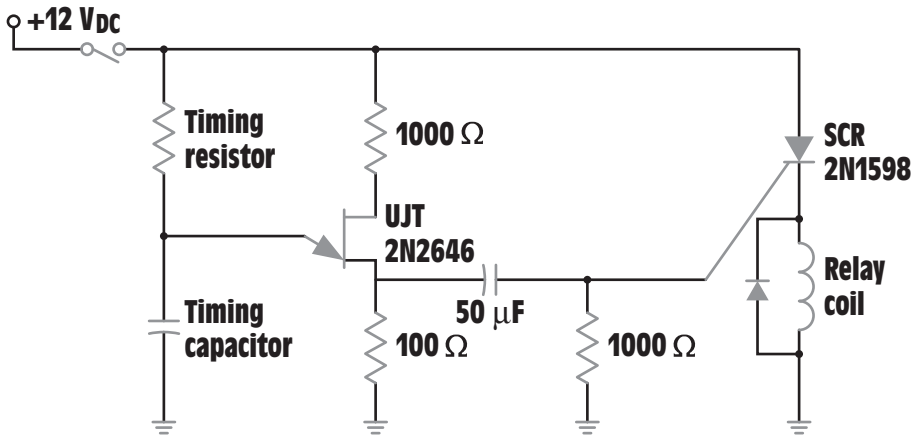 +12 VDC
Timing
resistor
1000 Ω
SCR
2N1598
UJT
2N2646
Relay
coil
50 μF
Timing
capacitor
100 Ω
1000 Ω